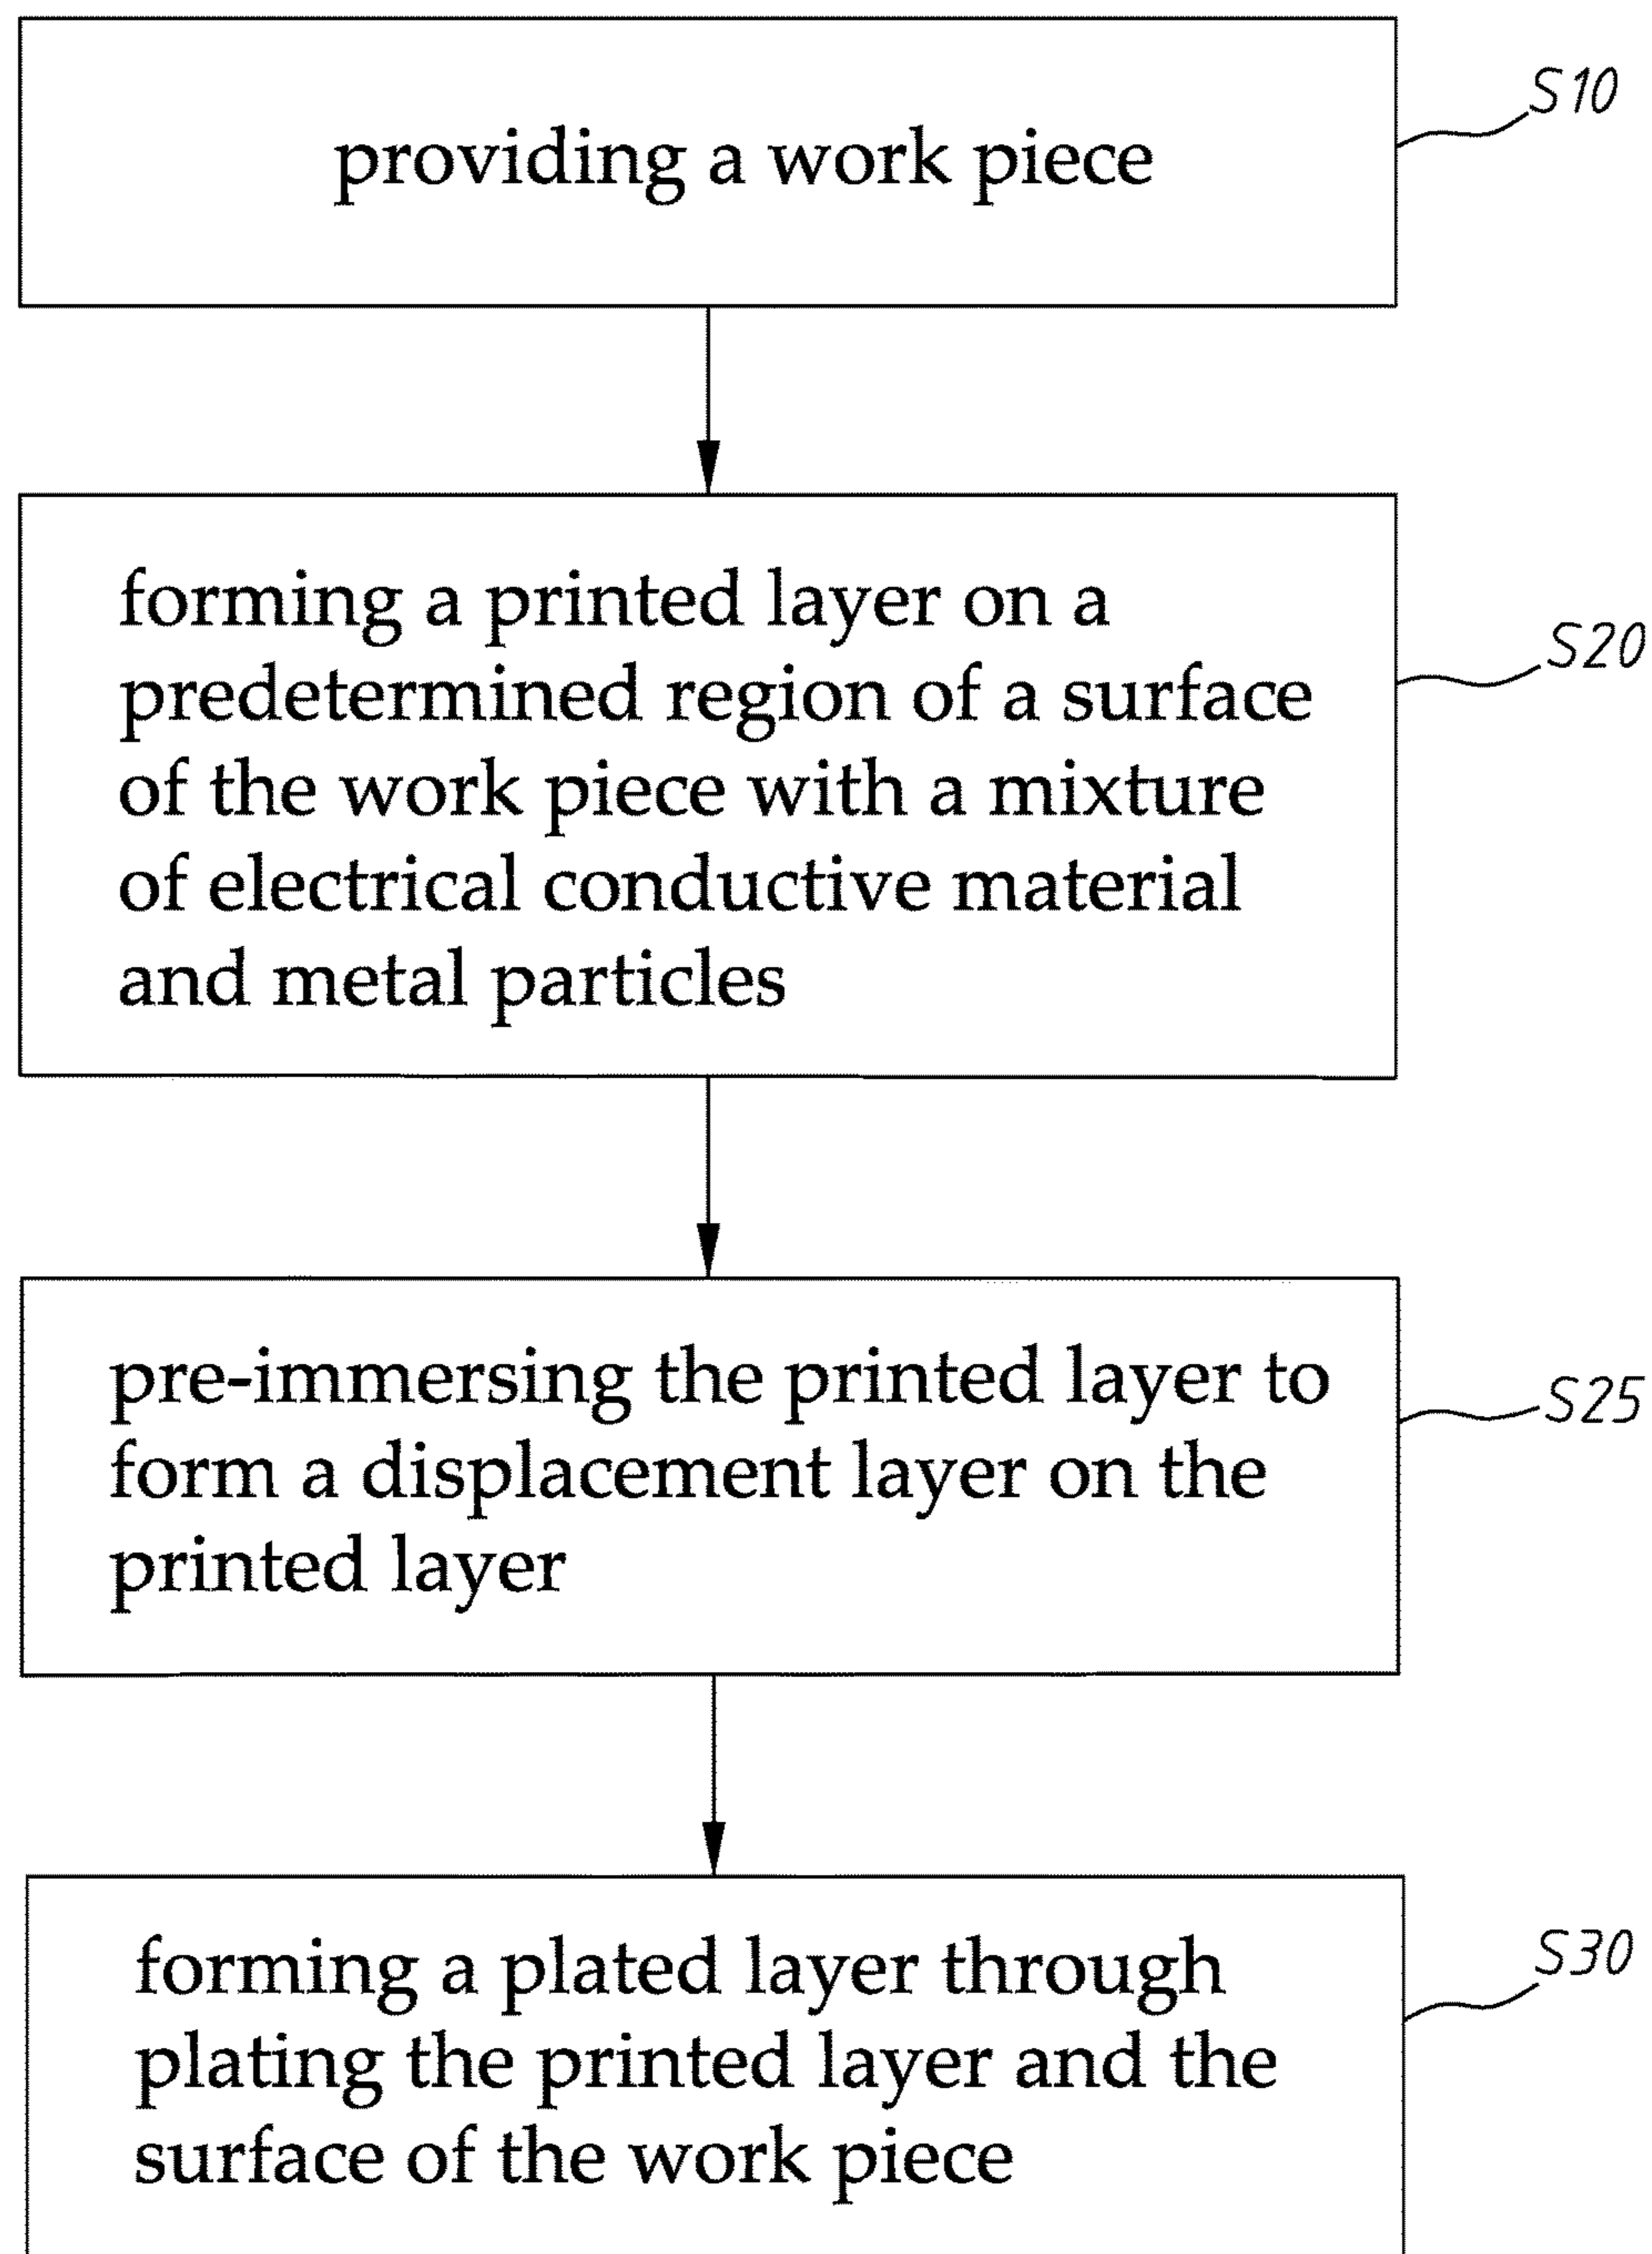 providing a work piece
S10
forming a printed layer on a
predetermined region of a surface
of the work piece with a mixture
of electrical conductive material
and metal particles
S20
pre-immersing the printed layer to
form a displacement layer on the
printed layer
S25
forming a plated layer through
plating the printed layer and the
surface of the work piece
S30